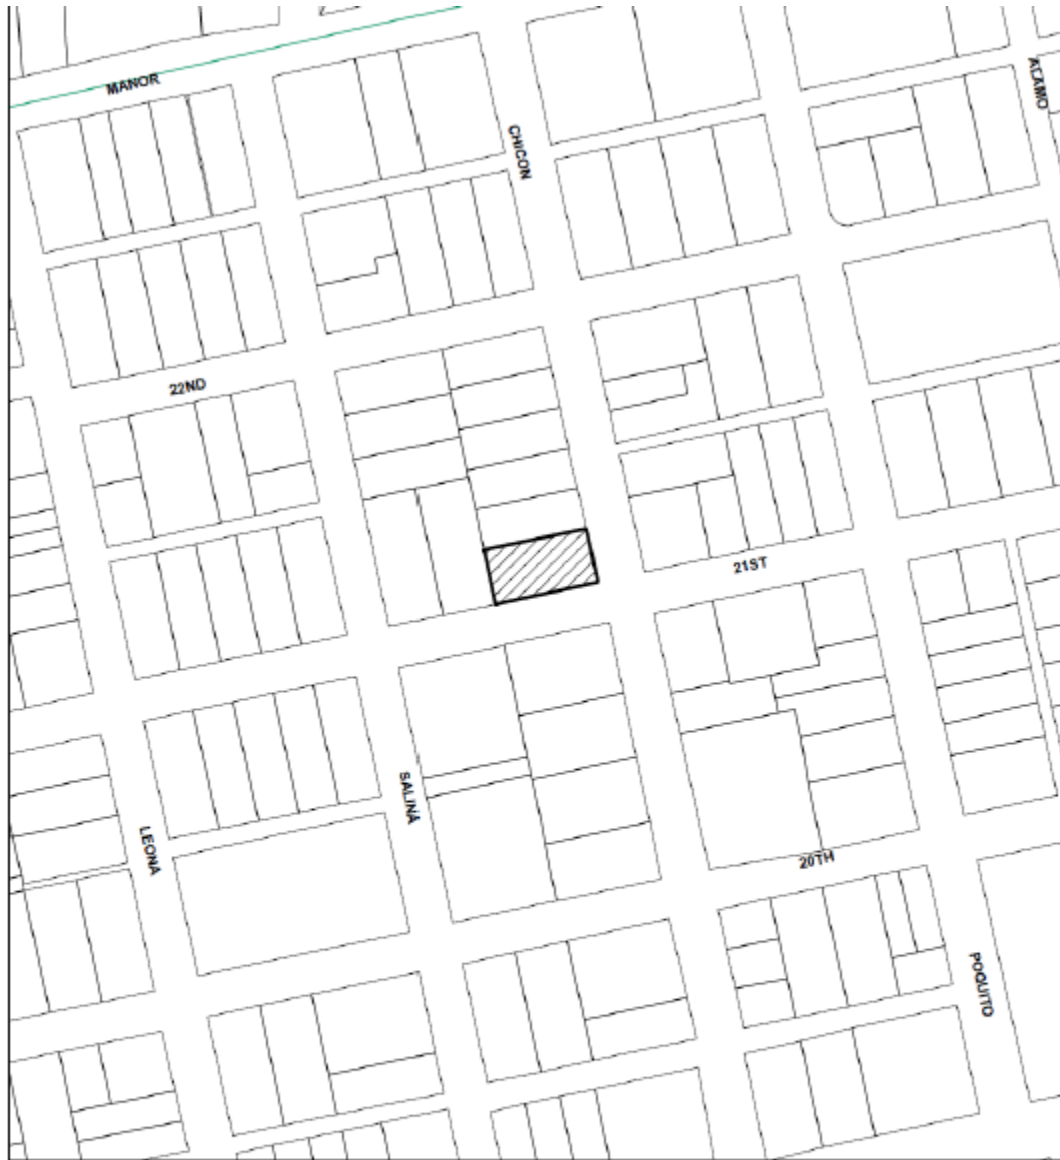 MANOR
ALAMO
CHICON
22ND
21ST
SALINA
LEONA
20TH
POQUITO